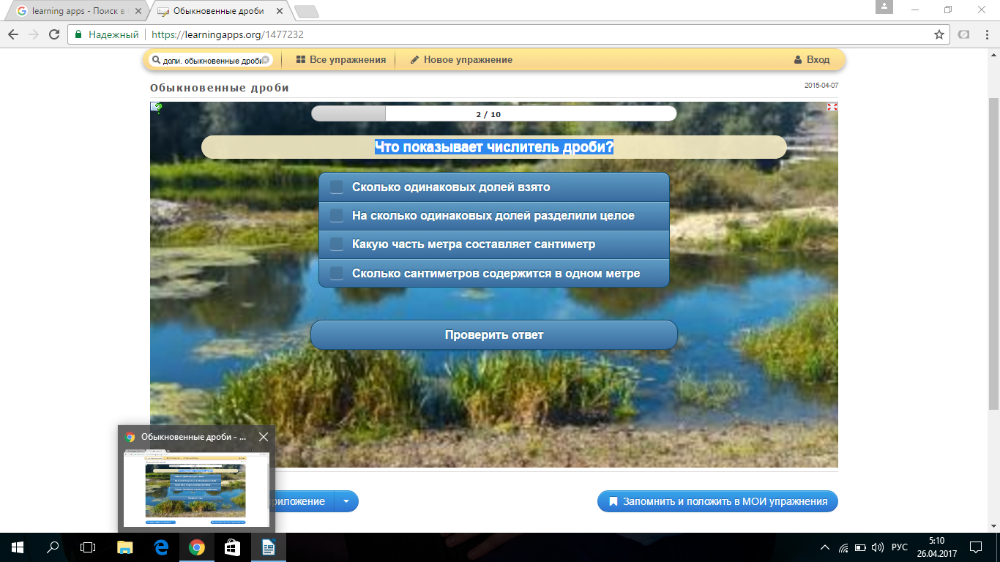 learning apps - Поиск в
Обыкновенные дроби
Надежный
https://learningapps.org/1477232
доли. обыкновенные дроби
Все упражнения
Новое упражнение
Вход
Обыкновенные дроби
2015-04-07
2 / 10
Что показывает числитель дроби?
Сколько одинаковых долей взято
На сколько одинаковых долей разделили целое
Какую часть метра составляет сантиметр
Сколько сантиметров содержится в одном метре
Проверить ответ
Обыкновенные дроби - ...
Запомнить и положить в МОИ упражнения
РУС
5:10
26.04.2017